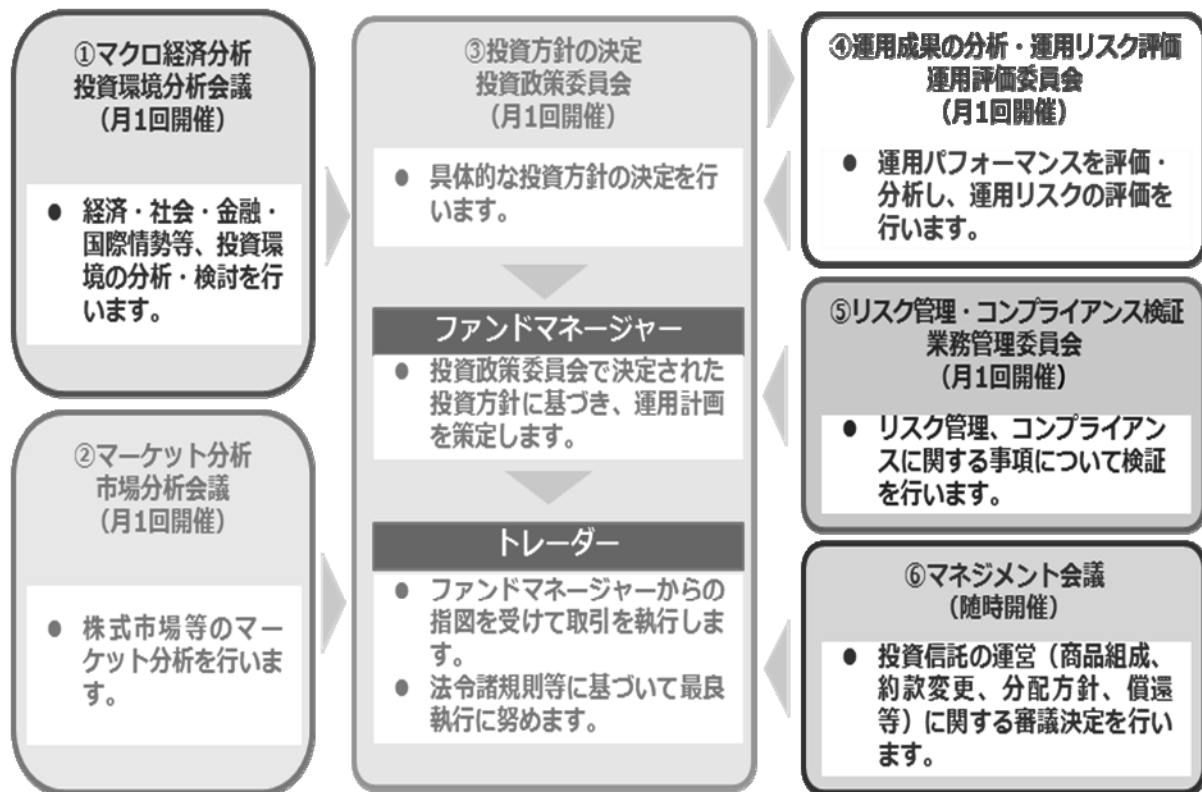 ①マクロ経済分析
投資環境分析会議
（月1回開催）
● 経済・社会・金融・
国際情勢等、投資環
境の分析・検討を行
います。
②マーケット分析
市場分析会議
（月1回開催）
● 株式市場等のマー
ケット分析を行いま
す。
③投資方針の決定
投資政策委員会
（月1回開催）
● 具体的な投資方針の決定を行
います。
ファンドマネージャー
● 投資政策委員会で決定された
投資方針に基づき、運用計画
を策定します。
トレーダー
● ファンドマネージャーからの
指図を受けて取引を執行しま
す。
● 法令諸規則等に基づいて最良
執行に努めます。
④運用成果の分析・運用リスク評価
運用評価委員会
（月1回開催）
● 運用パフォーマンスを評価・
分析し、運用リスクの評価を
行います。
⑤リスク管理・コンプライアンス検証
業務管理委員会
（月1回開催）
● リスク管理、コンプライアン
スに関する事項について検証
を行います。
⑥マネジメント会議
（随時開催）
● 投資信託の運営（商品組成、
約款変更、分配方針、償還
等）に関する審議決定を行い
ます。